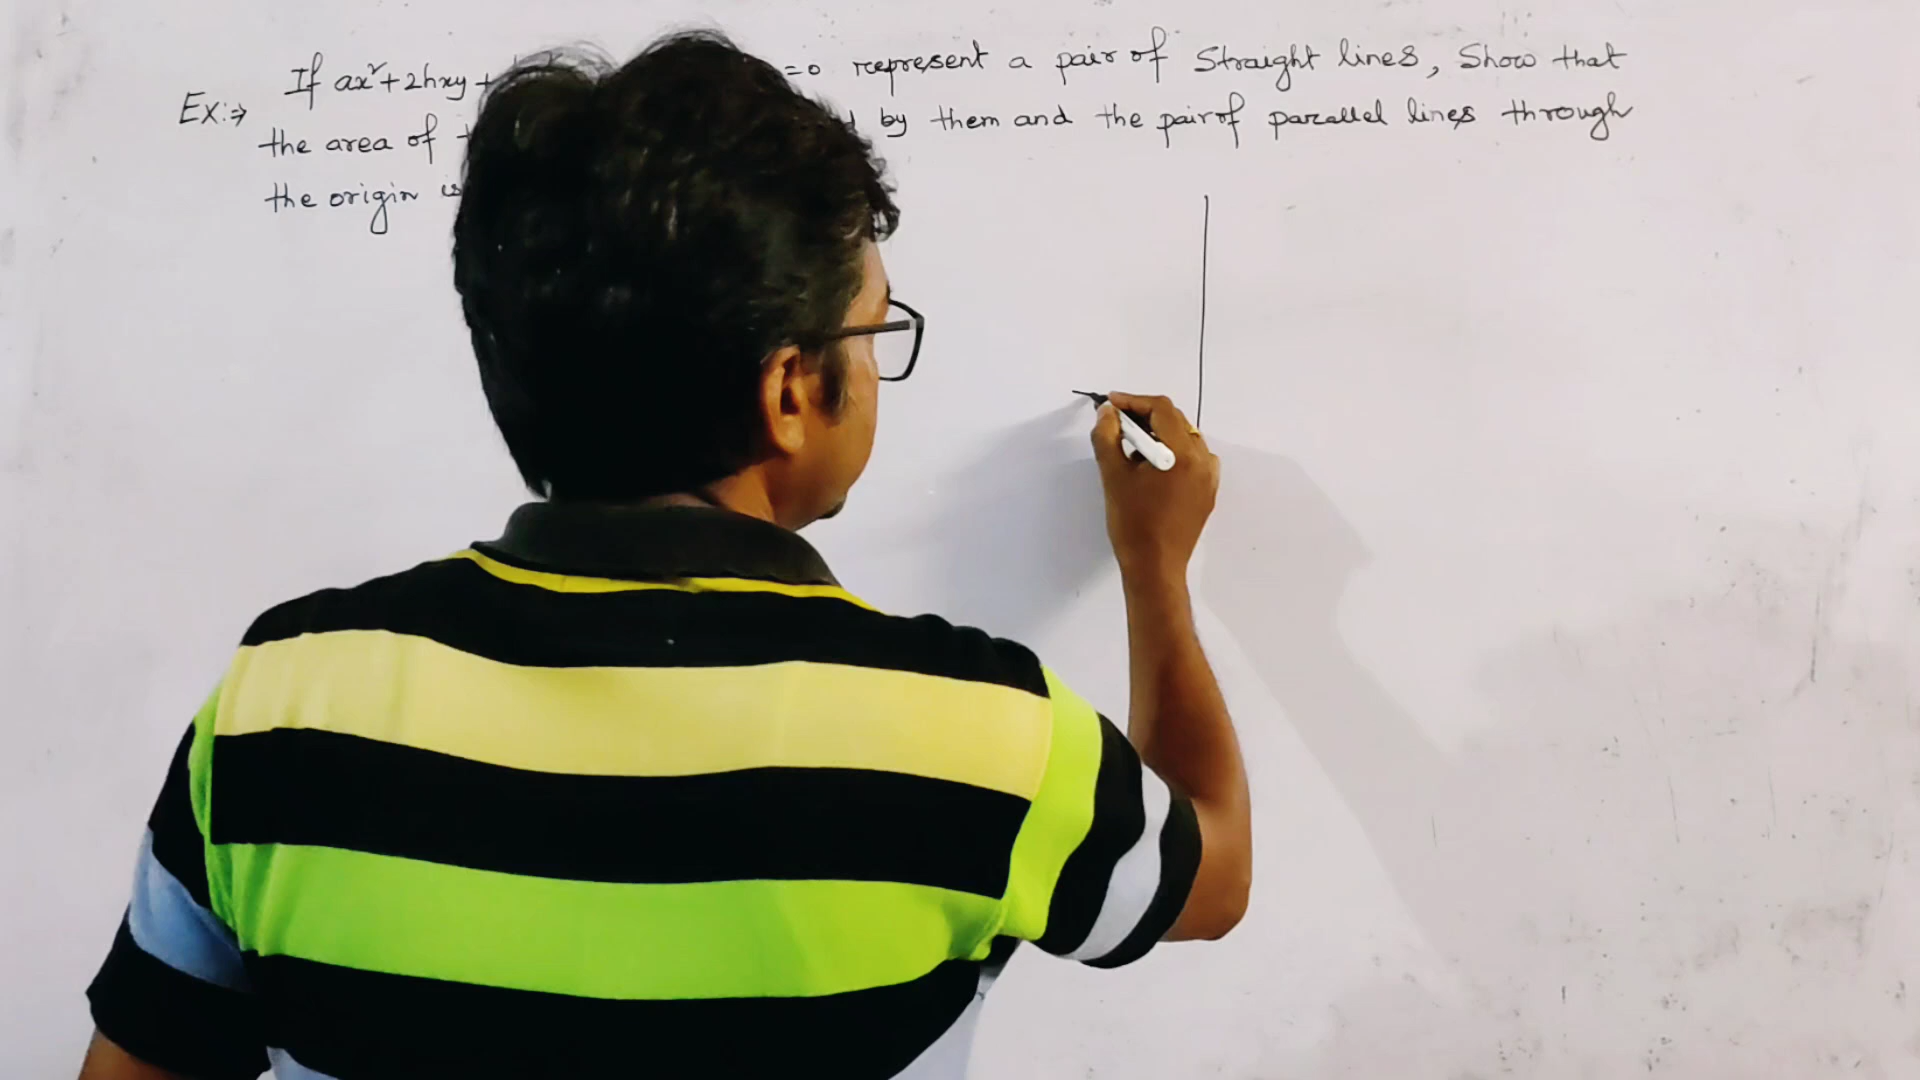 Ex:⇒ If ax²+2hxy+ =0 represent a pair of Straight lines, Show that
the area of by them and the pair of parallel lines through
the origin is